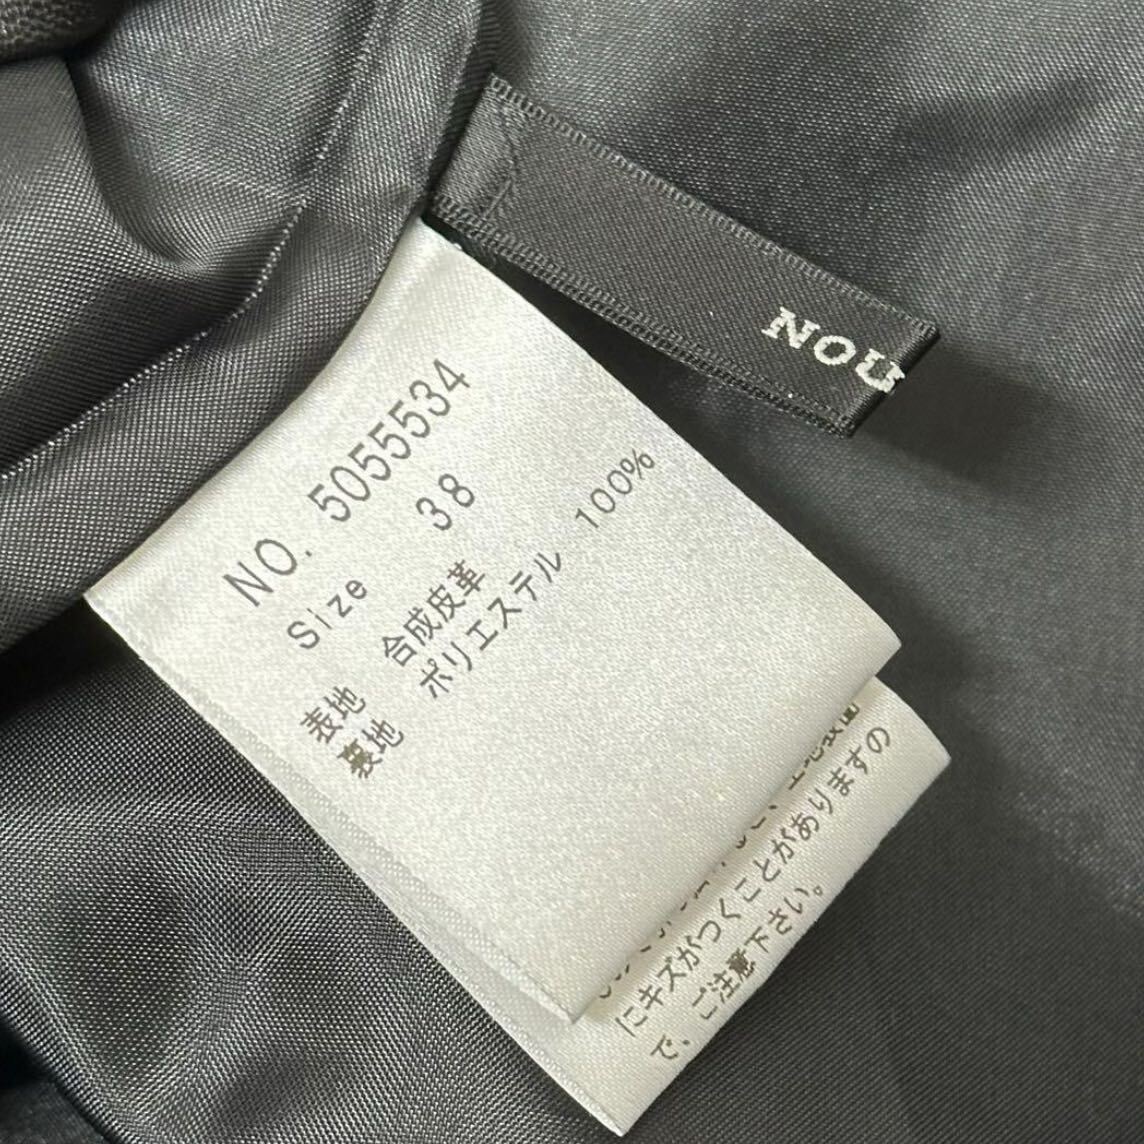 NOU
NO. 5055534
Size 38
表地 合成皮革
裏地 ポリエステル 100%
にキズがつくことがありますの
で、ご注意下さい。